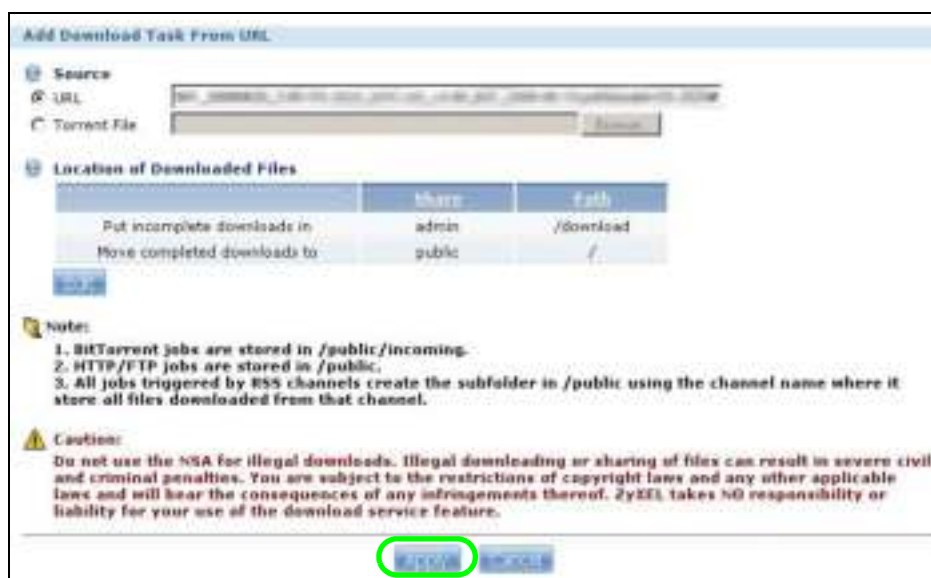 Add Download Task From URL
Source
URL
Torrent File
Browse
Location of Downloaded Files
Share Path
Put incomplete downloads in admin /download
Move completed downloads to public /
Edit
Note:
1. BitTorrent jobs are stored in /public/incoming.
2. HTTP/FTP jobs are stored in /public.
3. All jobs triggered by RSS channels create the subfolder in /public using the channel name where it
store all files downloaded from that channel.
Caution:
Do not use the NSA for illegal downloads. Illegal downloading or sharing of files can result in severe civil
and criminal penalties. You are subject to the restrictions of copyright laws and any other applicable
laws and will bear the consequences of any infringements thereof. ZyXEL takes NO responsibility or
liability for your use of the download service feature.
Apply Cancel